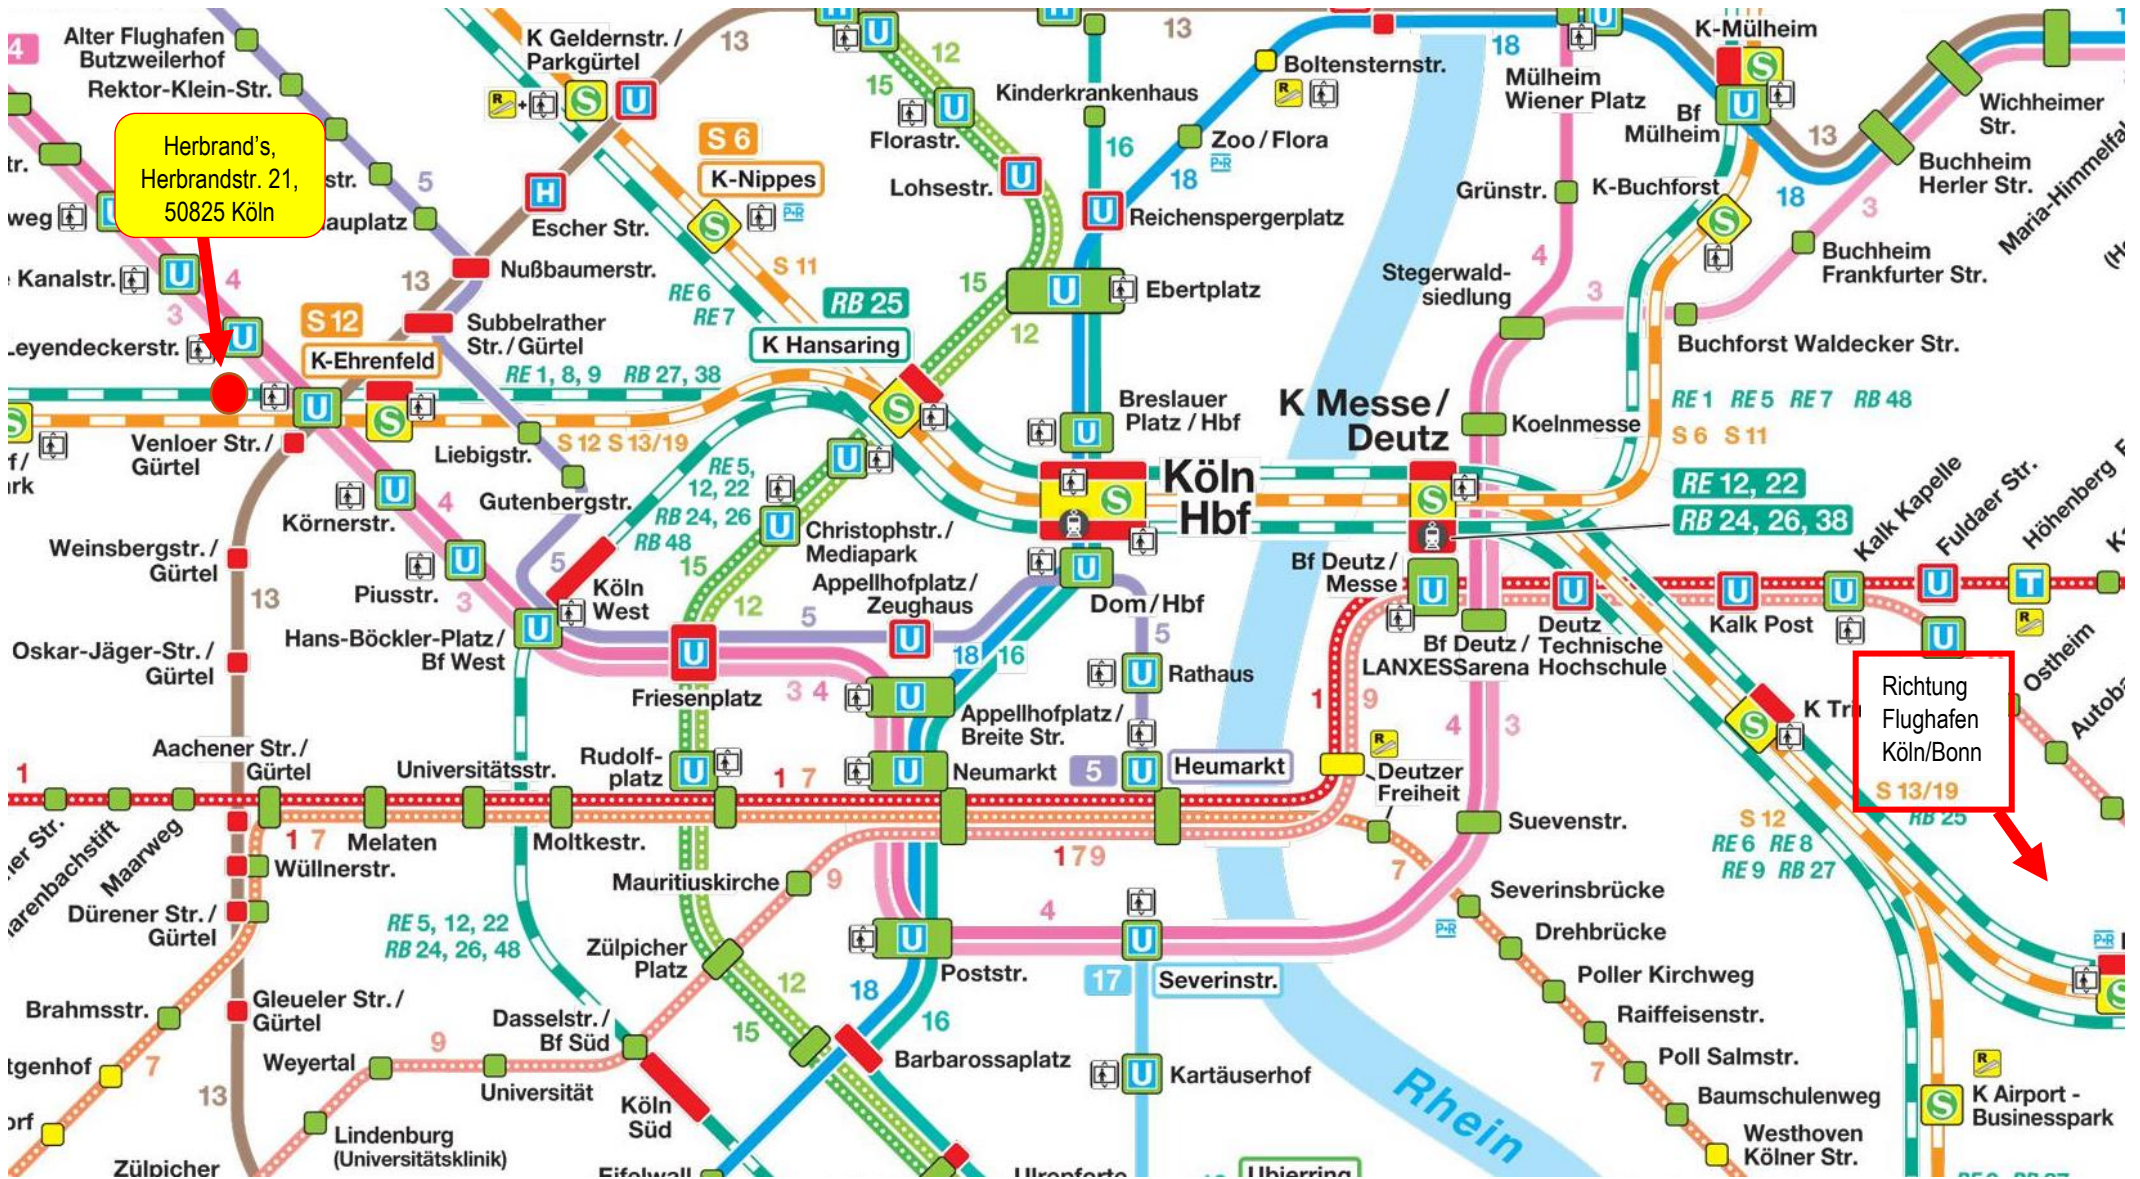 4
Alter Flughafen
Butzweilerhof
Rektor-Klein-Str.
Herbrand's,
Herbrandstr. 21,
50825 Köln
5
K Geldernstr. /
Parkgürtel
13
12
15
Florastr.
Lohsestr.
Kinderkrankenhaus
16
13
18
Boltensternstr.
Zoo / Flora
P+R
18
Reichenspergerplatz
Mülheim
Wiener Platz
K-Mülheim
Bf
Mülheim
13
18
3
Wichheimer
Str.
Buchheim
Herler Str.
Buchheim
Frankfurter Str.
Grünstr.
K-Buchforst
4
Stegerwald-
siedlung
3
Buchforst Waldecker Str.
S 6
K-Nippes
P+R
S 11
Escher Str.
Nußbaumerstr.
13
Subbelrather
Str. / Gürtel
RE 6
RE 7
RB 25
K Hansaring
15
12
Ebertplatz
Kanalstr.
4
3
Leyendeckerstr.
S 12
K-Ehrenfeld
RE 1, 8, 9 RB 27, 38
S 12 S 13/19
Venloer Str. /
Gürtel
Liebigstr.
Gutenbergstr.
RE 5,
12, 22
RB 24, 26
RB 48
Breslauer
Platz / Hbf
Köln
Hbf
K Messe /
Deutz
Koelnmesse
RE 1 RE 5 RE 7 RB 48
S 6 S 11
RE 12, 22
RB 24, 26, 38
Kalk Kapelle
Fuldaer Str.
Höhenberg
Körnerstr.
4
Piusstr.
3
5
Köln
West
Hans-Böckler-Platz /
Bf West
Weinsbergstr. /
Gürtel
13
Oskar-Jäger-Str. /
Gürtel
Christophstr. /
Mediapark
15
12
Appellhofplatz /
Zeughaus
5
18
16
Dom / Hbf
5
Rathaus
Friesenplatz
3 4
Appellhofplatz /
Breite Str.
Bf Deutz /
Messe
Bf Deutz /
LANXESSarena
Deutz
Technische
Hochschule
Kalk Post
1
9
4
3
K
Richtung
Flughafen
Köln/Bonn
S 13/19
RB 25
Ostheim
Aachener Str. /
Gürtel
Universitätsstr.
Rudolf-
platz
1 7
Neumarkt
5
Heumarkt
Deutzer
Freiheit
1
Maarweg
1 7
Melaten
Moltkestr.
1 7 9
Suevenstr.
S 12
RE 6 RE 8
RE 9 RB 27
Wüllnerstr.
Dürener Str. /
Gürtel
Mauritiuskirche
9
7
Severinsbrücke
P+R
Drehbrücke
Poller Kirchweg
Raiffeisenstr.
7
Poll Salmstr.
Baumschulenweg
Westhoven
Kölner Str.
RE 5, 12, 22
RB 24, 26, 48
Zülpicher
Platz
12
15
4
Poststr.
17
Severinstr.
18
16
Brahmsstr.
Gleueler Str. /
Gürtel
7
13
Weyertal
9
Universität
Dasselstr. /
Bf Süd
Köln
Süd
Barbarossaplatz
Kartäuserhof
Rhein
P+R
K Airport -
Businesspark
Lindenburg
(Universitätsklinik)
Zülpicher
Eifelwall
Ulrepforte
Ubierring